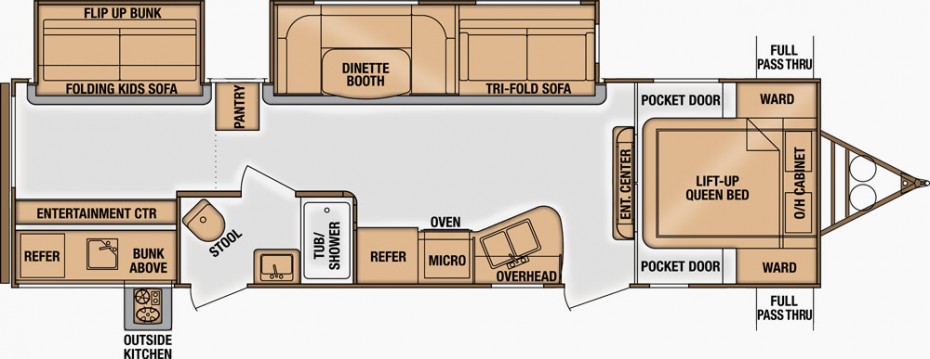 FLIP UP BUNK
FOLDING KIDS SOFA
PANTRY
DINETTE
BOOTH
TRI-FOLD SOFA
FULL
PASS THRU
POCKET DOOR
WARD
ENT. CENTER
LIFT-UP
QUEEN BED
O/H CABINET
ENTERTAINMENT CTR
REFER
BUNK
ABOVE
STOOL
TUB/
SHOWER
OVEN
REFER
MICRO
OVERHEAD
POCKET DOOR
WARD
FULL
PASS THRU
OUTSIDE
KITCHEN